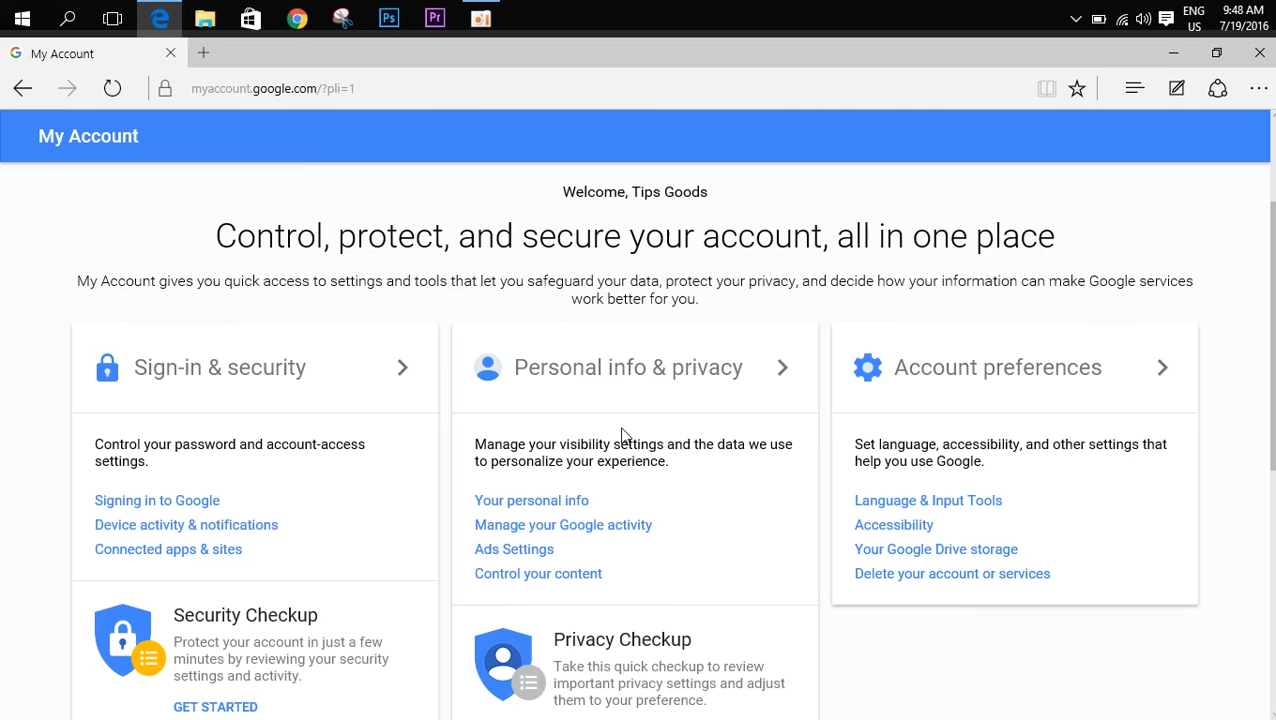 ENG
US
9:48 AM
7/19/2016
Ps
Pr
My Account
myaccount.google.com/?pli=1
My Account
Welcome, Tips Goods
Control, protect, and secure your account, all in one place
My Account gives you quick access to settings and tools that let you safeguard your data, protect your privacy, and decide how your information can make Google services
work better for you.
Sign-in & security
Control your password and account-access
settings.
Signing in to Google
Device activity & notifications
Connected apps & sites
Security Checkup
Protect your account in just a few
minutes by reviewing your security
settings and activity.
GET STARTED
Personal info & privacy
Manage your visibility settings and the data we use
to personalize your experience.
Your personal info
Manage your Google activity
Ads Settings
Control your content
Privacy Checkup
Take this quick checkup to review
important privacy settings and adjust
them to your preference.
Account preferences
Set language, accessibility, and other settings that
help you use Google.
Language & Input Tools
Accessibility
Your Google Drive storage
Delete your account or services